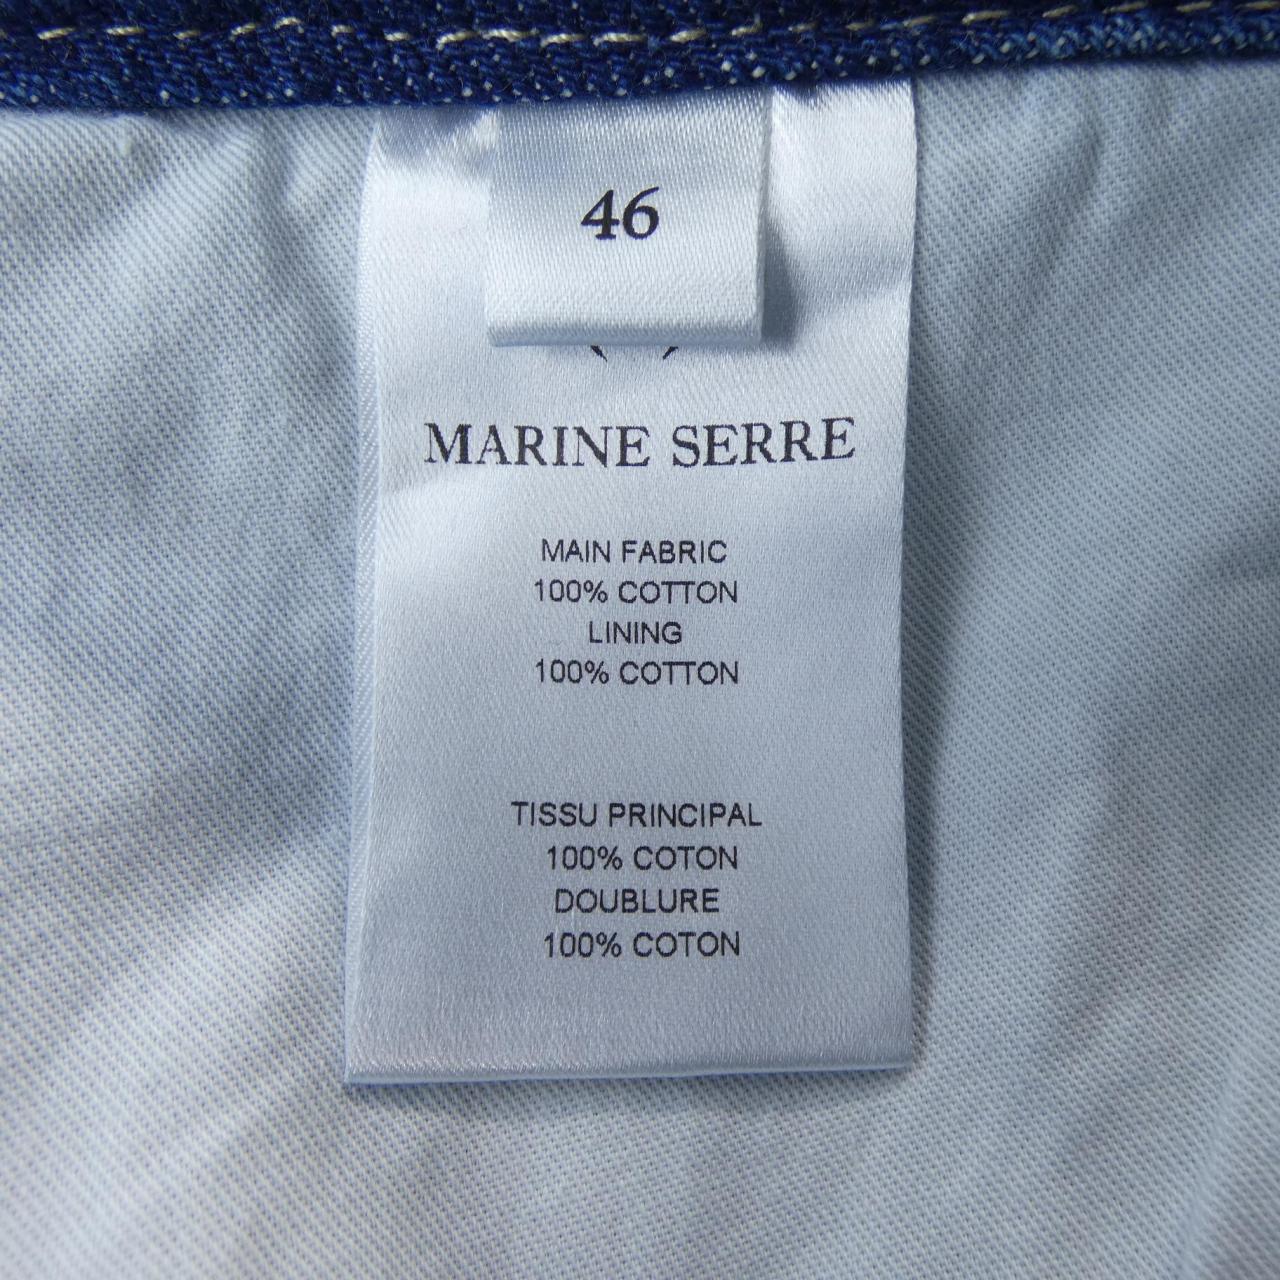 46
MARINE SERRE
MAIN FABRIC
100% COTTON
LINING
100% COTTON
TISSU PRINCIPAL
100% COTON
DOUBLURE
100% COTON